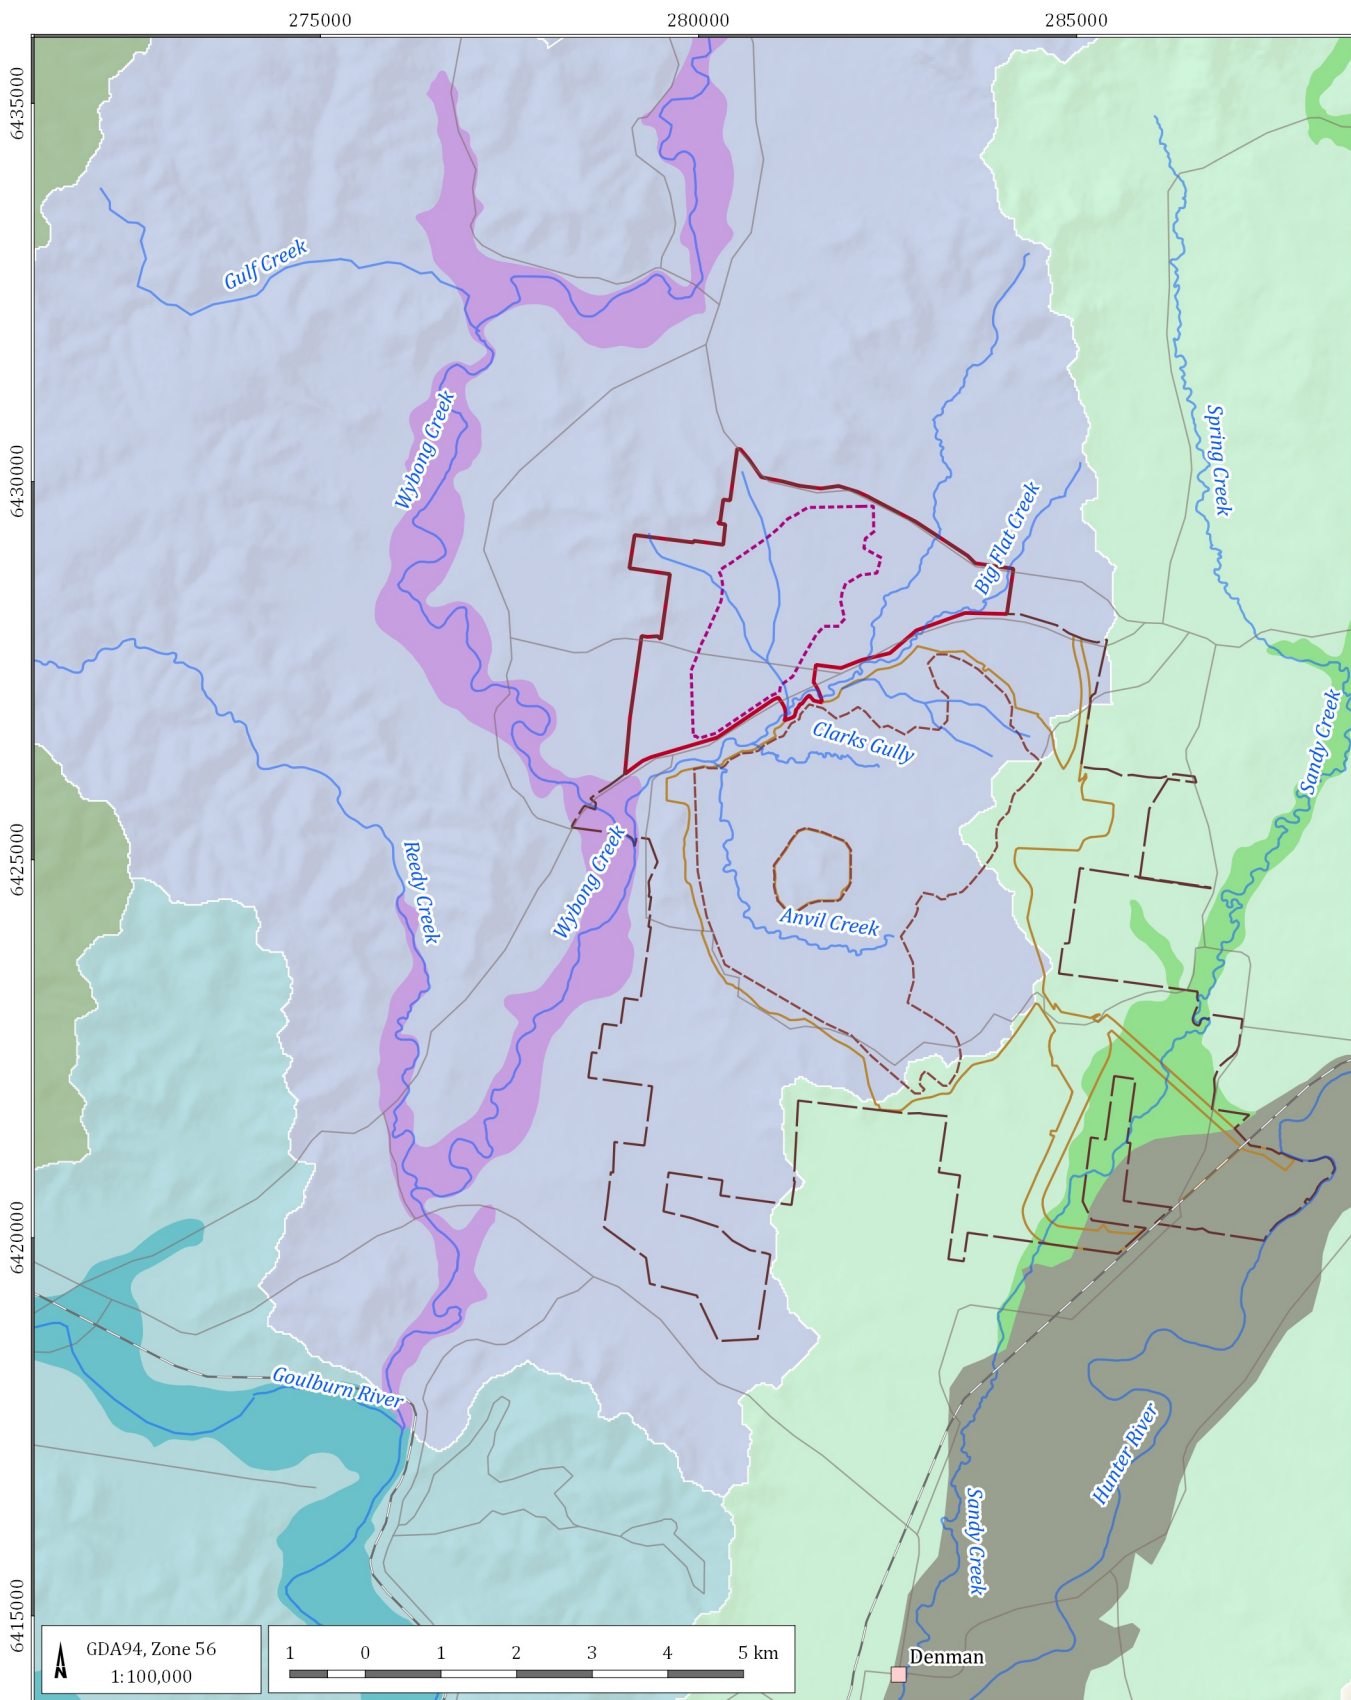 275000
280000
285000
6435000
Gulf Creek
Wybong Creek
Spring Creek
6430000
Big Flat Creek
Sandy Creek
Clarks Gully
6425000
Reedy Creek
Wybong Creek
Anvil Creek
6420000
Goulburn River
Hunter River
Sandy Creek
6415000
N
GDA94, Zone 56
1:100,000
1 0 1 2 3 4 5 km
Denman